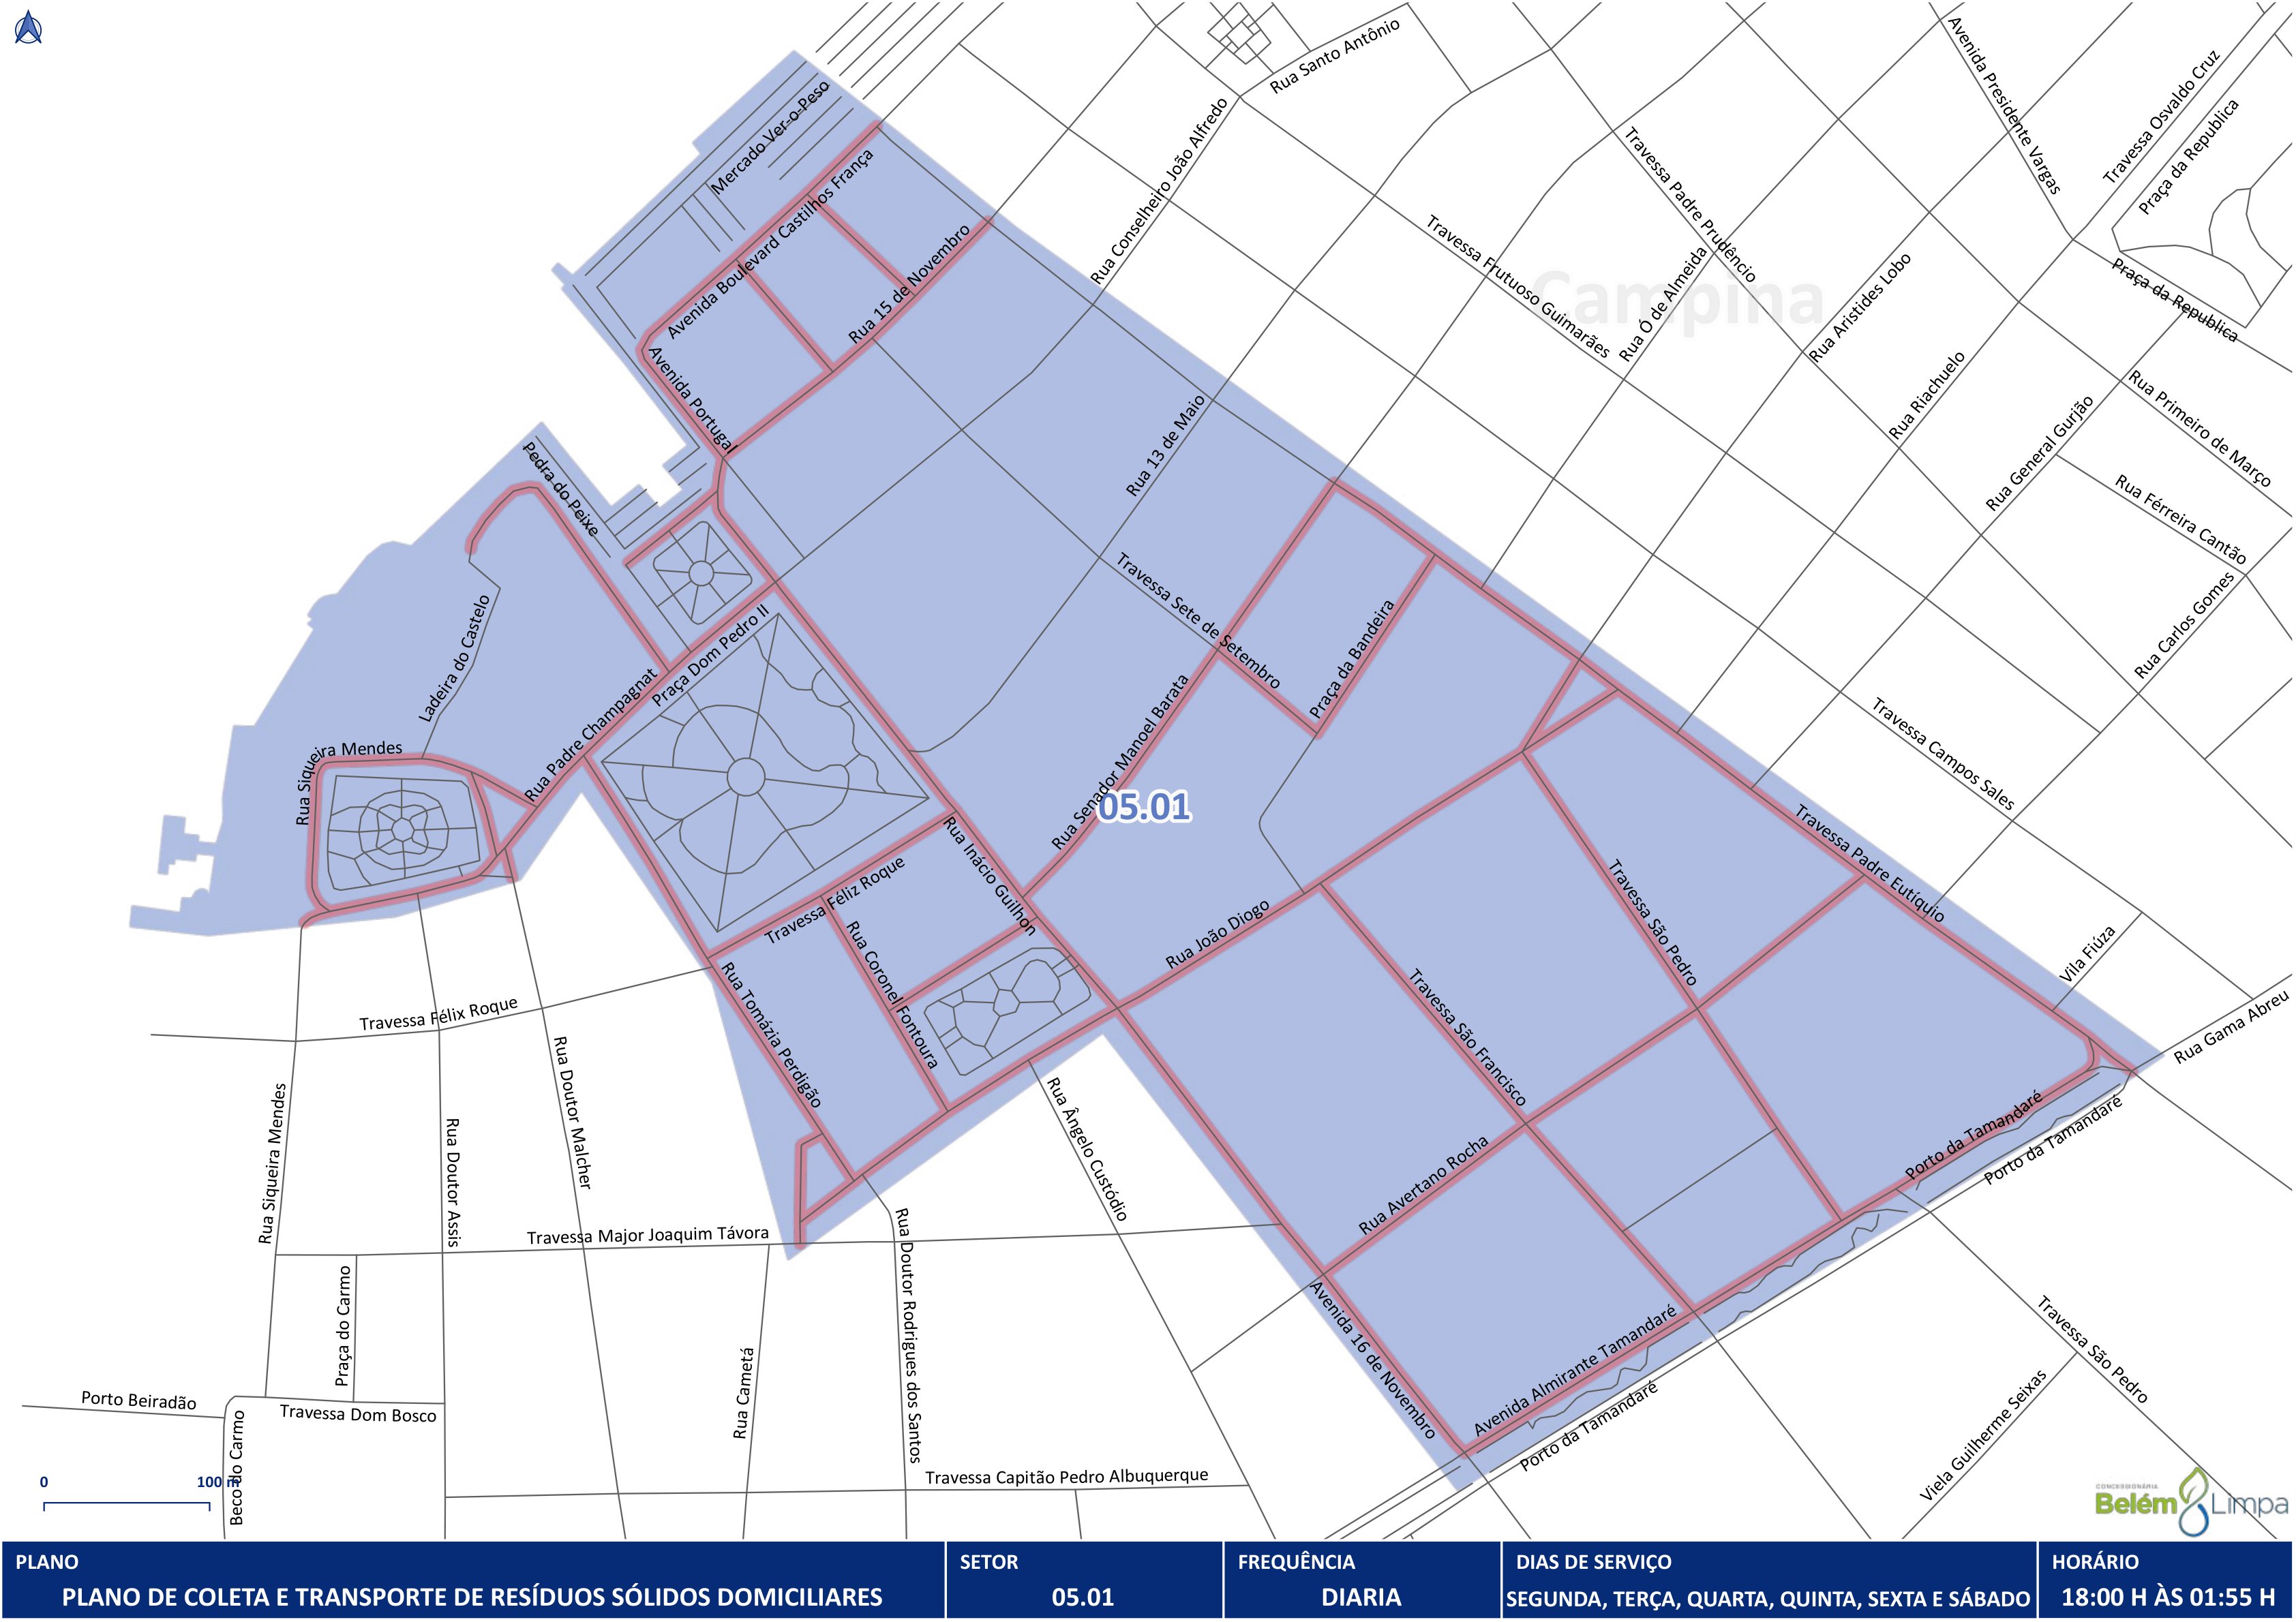 Rua Santo Antônio
Avenida Presidente Vargas
Travessa Osvaldo Cruz
Praça da Republica
Mercado Ver-o-Peso
Avenida Boulevard Castilhos França
Rua Conselheiro João Alfredo
Travessa Padre Prudêncio
Travessa Frutuoso Guimarães
Campina
Rua Ó de Almeida
Rua Aristides Lobo
Praça da Republica
Rua 15 de Novembro
Avenida Portugal
Rua Riachuelo
Rua Primeiro de Março
Rua General Gurjão
Rua 13 de Maio
Pedra do Peixe
Rua Férreira Cantão
Rua Carlos Gomes
Travessa Sete de Setembro
Praça da Bandeira
Ladeira do Castelo
Praça Dom Pedro II
Rua Padre Champagnat
Rua Senador Manoel Barata
Rua Siqueira Mendes
Rua Siqueira Mendes
05.01
Travessa Campos Sales
Travessa Padre Eutíquio
Rua Inácio Guilhon
Travessa Féliz Roque
Rua Coronel Fontoura
Rua João Diogo
Travessa São Pedro
Vila Fiúza
Rua Gama Abreu
Travessa São Francisco
Rua Tomázia Perdigão
Travessa Félix Roque
Rua Doutor Malcher
Rua Siqueira Mendes
Rua Doutor Assis
Rua Ângelo Custódio
Rua Avertano Rocha
Porto da Tamandaré
Porto da Tamandaré
Travessa Major Joaquim Távora
Rua Doutor Rodrigues dos Santos
Praça do Carmo
Rua Cametá
Avenida 16 de Novembro
Avenida Almirante Tamandaré
Porto da Tamandaré
Travessa São Pedro
Viela Guilherme Seixas
Porto Beiradão
Travessa Dom Bosco
Beco do Carmo
Travessa Capitão Pedro Albuquerque
0 100 m
CONCESSIONÁRIA
Belém Limpa
PLANO
PLANO DE COLETA E TRANSPORTE DE RESÍDUOS SÓLIDOS DOMICILIARES
SETOR
05.01
FREQUÊNCIA
DIARIA
DIAS DE SERVIÇO
SEGUNDA, TERÇA, QUARTA, QUINTA, SEXTA E SÁBADO
HORÁRIO
18:00 H ÀS 01:55 H